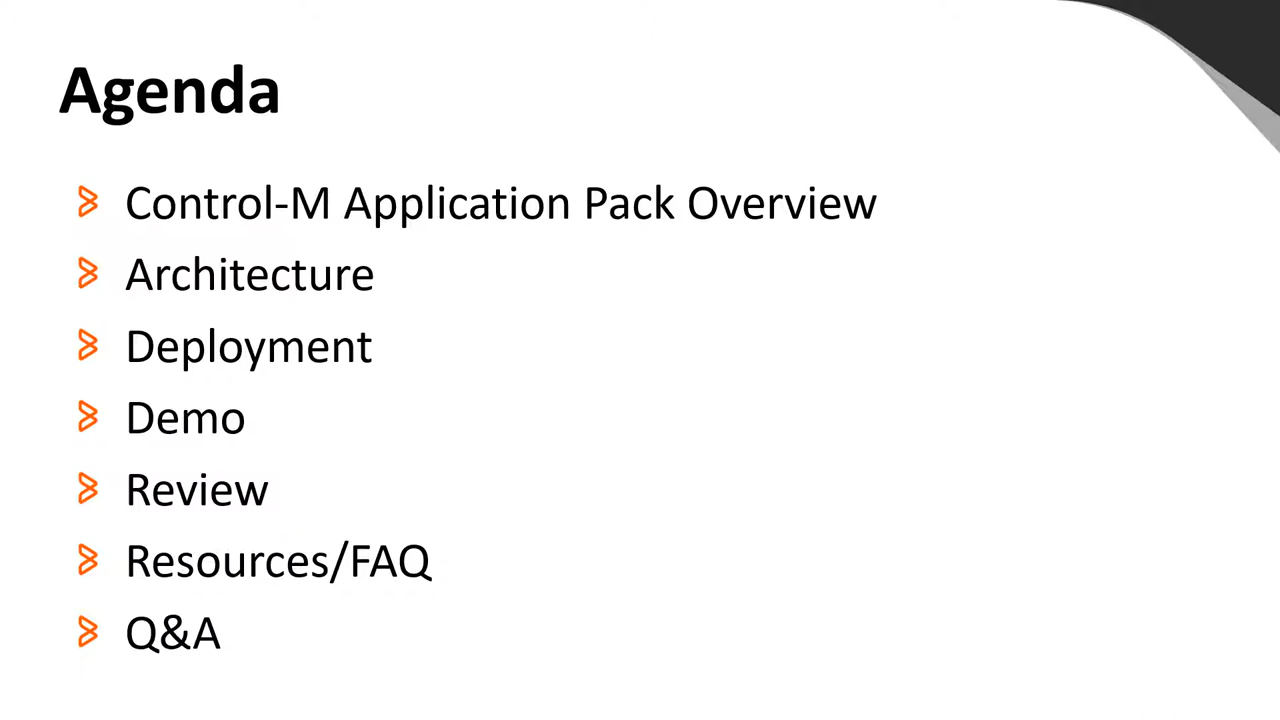 Agenda
Control-M Application Pack Overview
Architecture
Deployment
Demo
Review
Resources/FAQ
Q&A